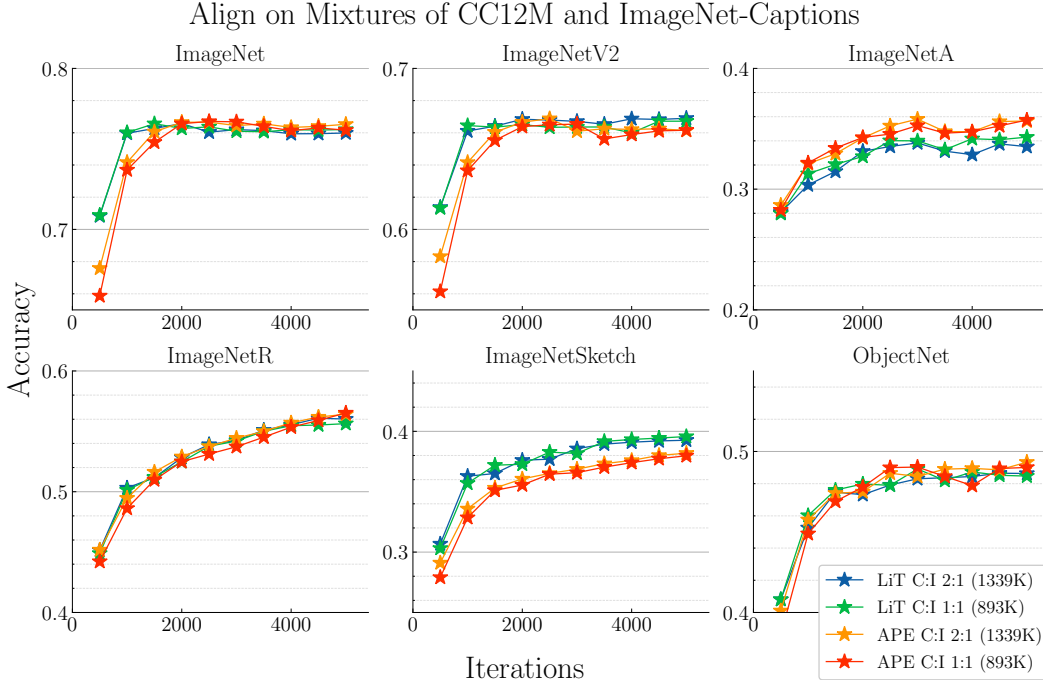 Align on Mixtures of CC12M and ImageNet-Captions
ImageNet
ImageNetV2
ImageNetA
0.8
0.7
0.7
0.6
0.4
0.3
0.2
0
2000
4000
0
2000
4000
0
2000
4000
Accuracy
ImageNetR
ImageNetSketch
ObjectNet
0.6
0.5
0.4
0.4
0.3
0.5
0.4
0
2000
4000
0
2000
4000
0
LiT C:I 2:1 (1339K)
LiT C:I 1:1 (893K)
APE C:I 2:1 (1339K)
APE C:I 1:1 (893K)
Iterations